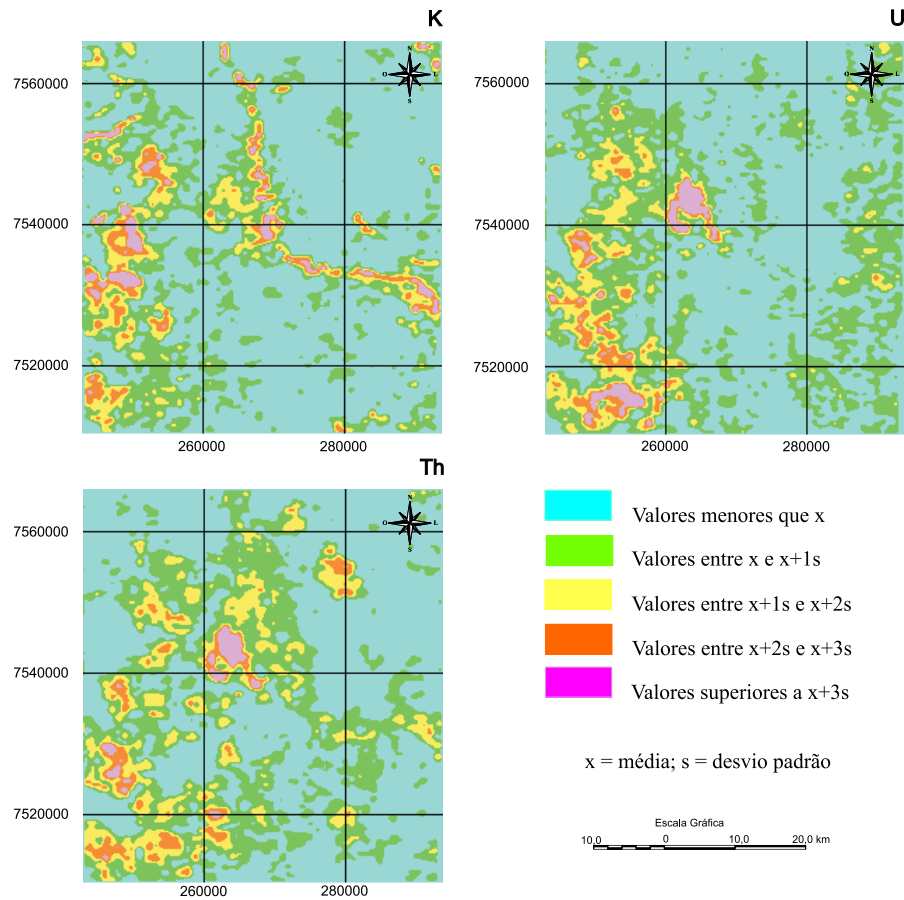 K
U
N
O
L
S
N
O
L
S
7560000
7540000
7520000
260000
280000
7560000
7540000
7520000
260000
280000
Th
N
O
L
S
7560000
7540000
7520000
260000
280000
Valores menores que x
Valores entre x e x+1s
Valores entre x+1s e x+2s
Valores entre x+2s e x+3s
Valores superiores a x+3s
x = média; s = desvio padrão
Escala Gráfica
10,0 0 10,0 20,0 km